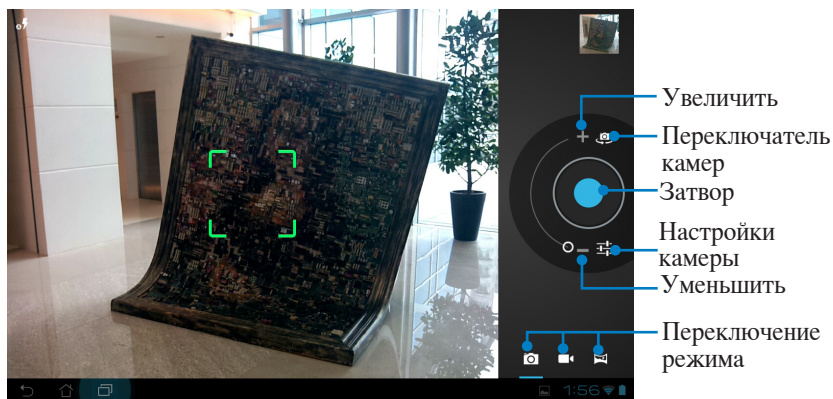 Увеличить
Переключатель
камер
Затвор
Настройки
камеры
Уменьшить
Переключение
режима
1:56